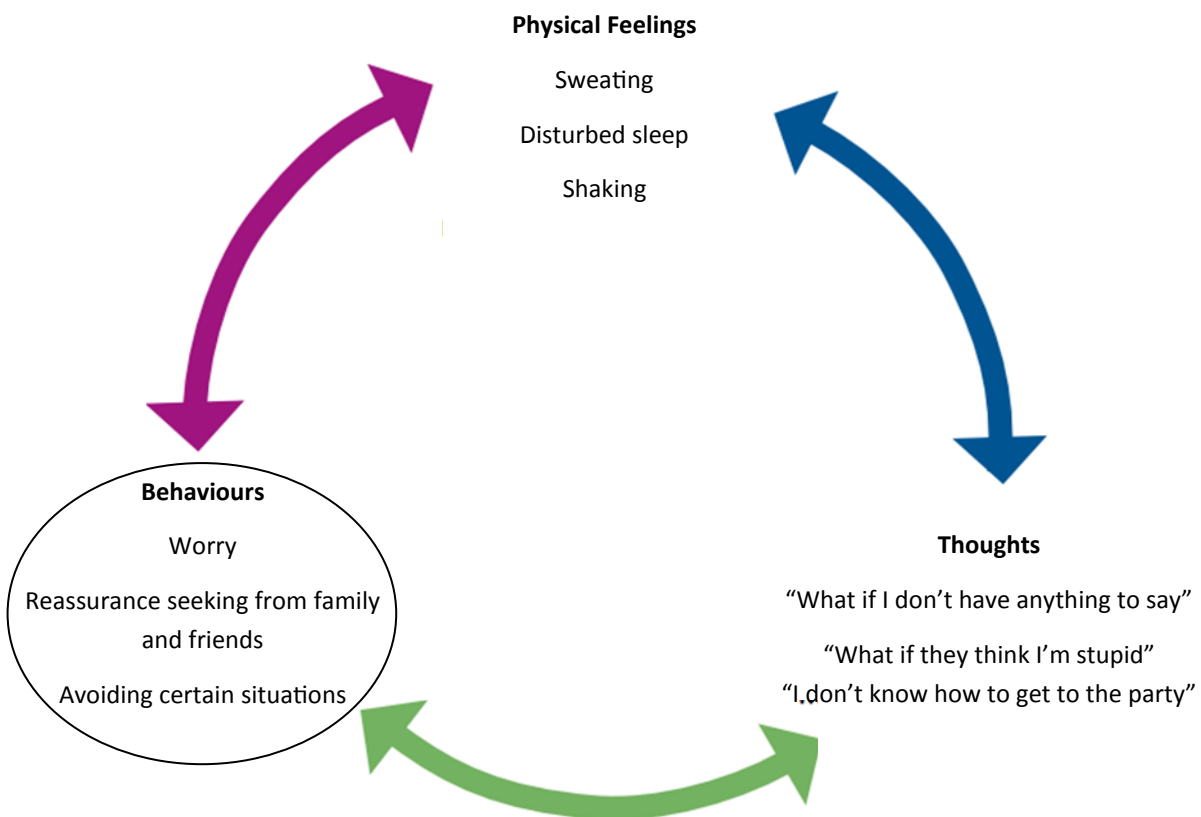 Physical Feelings
Sweating
Disturbed sleep
Shaking
Behaviours
Worry
Reassurance seeking from family
and friends
Avoiding certain situations
Thoughts
“What if I don’t have anything to say”
“What if they think I’m stupid”
“I don’t know how to get to the party”